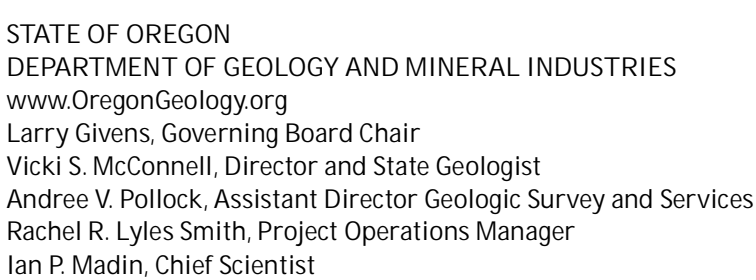 STATE OF OREGON
DEPARTMENT OF GEOLOGY AND MINERAL INDUSTRIES
www.OregonGeology.org
Larry Givens, Governing Board Chair
Vicki S. McConnell, Director and State Geologist
Andree V. Pollock, Assistant Director Geologic Survey and Services
Rachel R. Lyles Smith, Project Operations Manager
Ian P. Madin, Chief Scientist